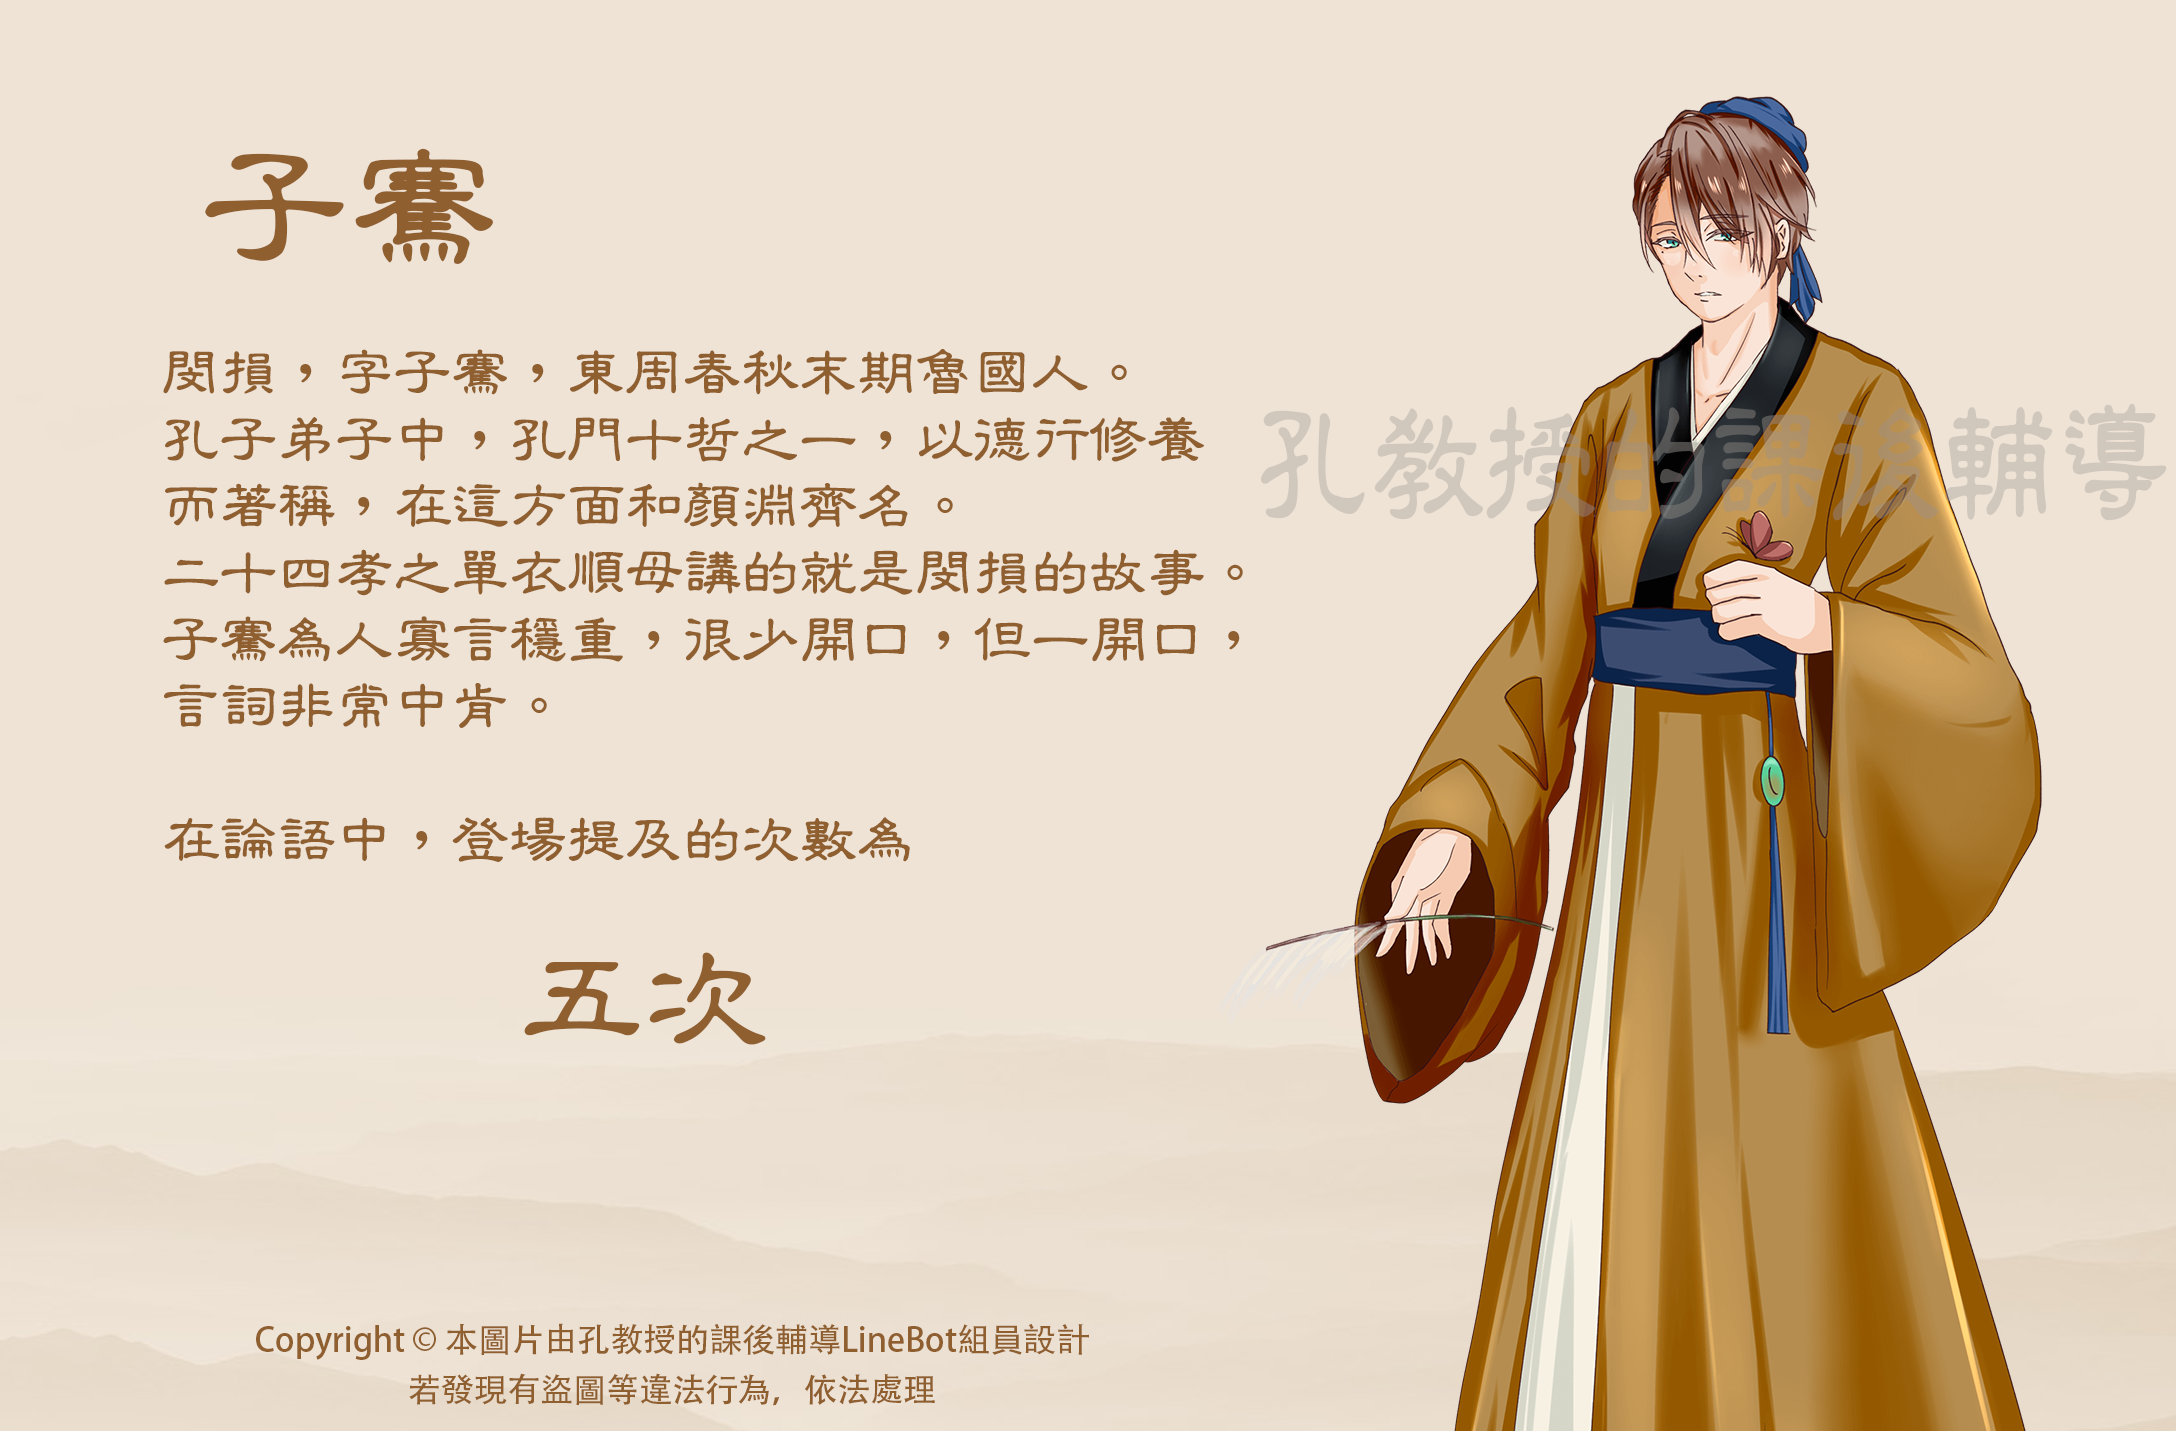 子騫
閔損，字子騫，東周春秋末期魯國人。
孔子弟子中，孔門十哲之一，以德行修養
而著稱，在這方面和顏淵齊名。
二十四孝之單衣順母講的就是閔損的故事。
子騫為人寡言穩重，很少開口，但一開口，
言詞非常中肯。
在論語中，登場提及的次數為
五次
孔教授的課後輔導
Copyright © 本圖片由孔教授的課後輔導LineBot組員設計
若發現有盜圖等違法行為，依法處理